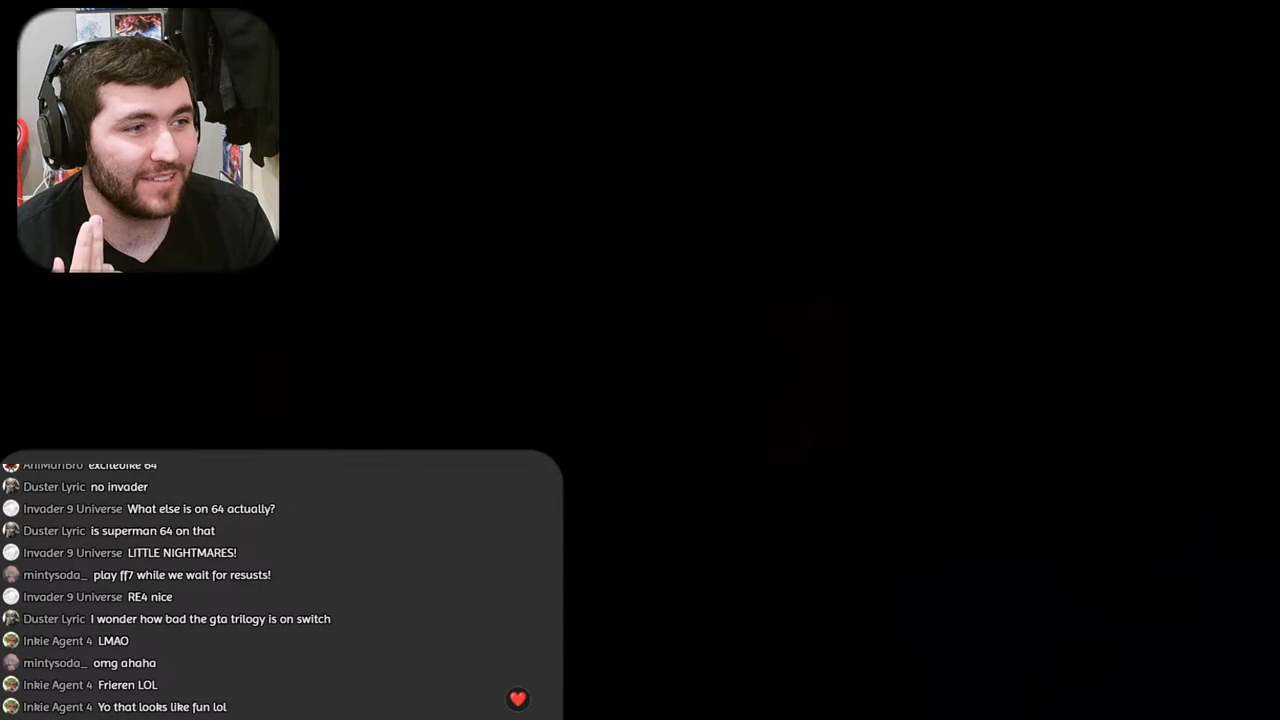 AniManBro excitebike 64
Duster Lyric no invader
Invader 9 Universe What else is on 64 actually?
Duster Lyric is superman 64 on that
Invader 9 Universe LITTLE NIGHTMARES!
mintysoda_ play ff7 while we wait for resusts!
Invader 9 Universe RE4 nice
Duster Lyric I wonder how bad the gta trilogy is on switch
Inkie Agent 4 LMAO
mintysoda_ omg ahaha
Inkie Agent 4 Frieren LOL
Inkie Agent 4 Yo that looks like fun lol